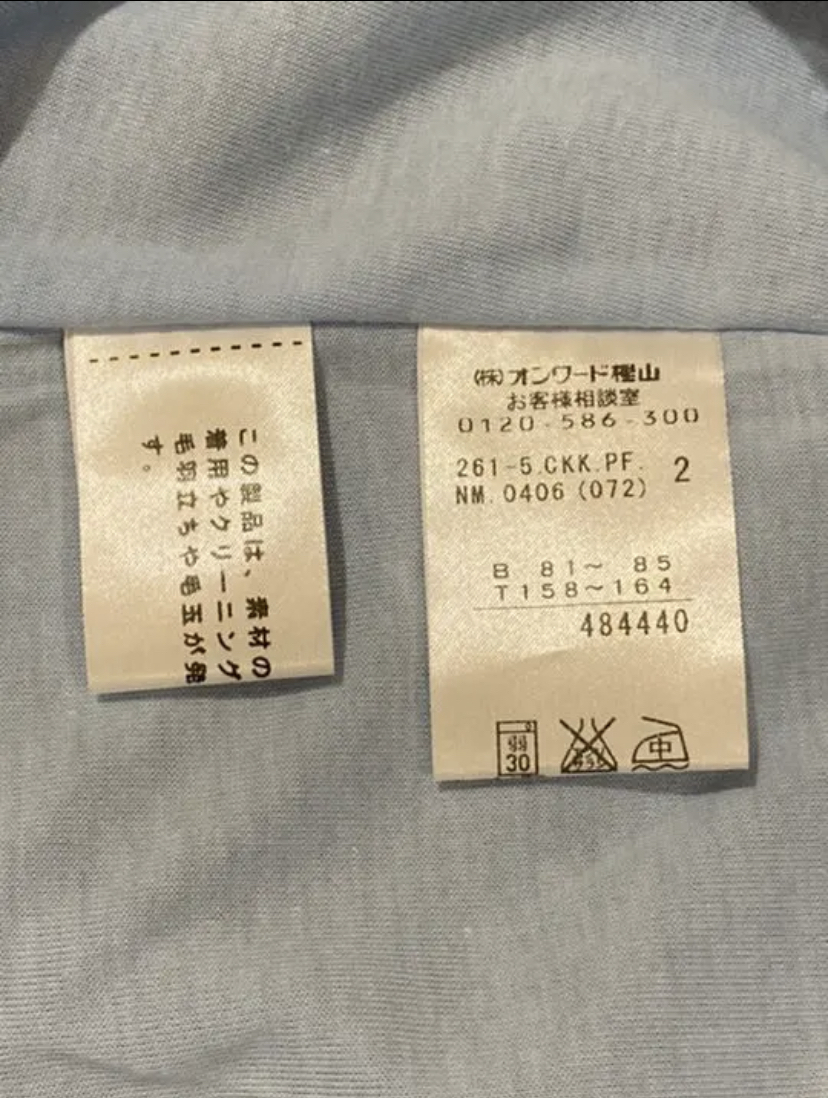 この製品は、素材の
着用やクリーニング
毛羽立ちや毛玉が発
す。
(株)オンワード樫山
お客様相談室
0120-586-300
261-5.CKK.PF. 2
NM.0406(072)
B 81～ 85
T158～164
484440
弱 30 中